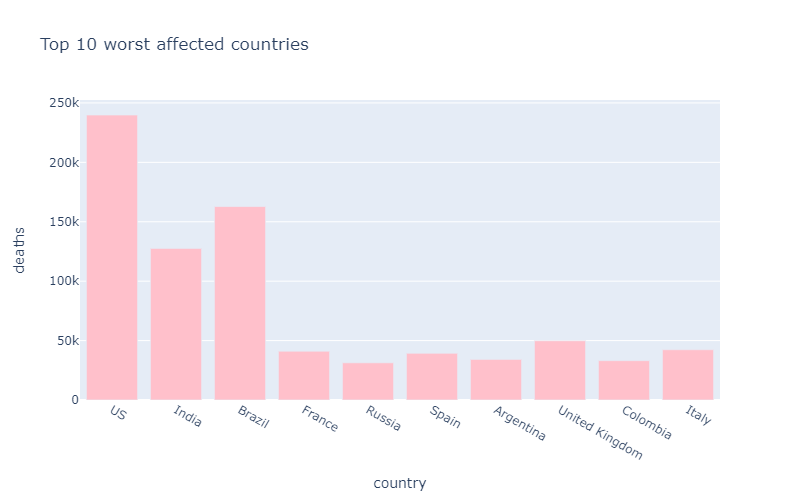 Top 10 worst affected countries
250k
200k
150k
100k
50k
0
deaths
US
India
Brazil
France
Russia
Spain
Argentina
United Kingdom
Colombia
Italy
country